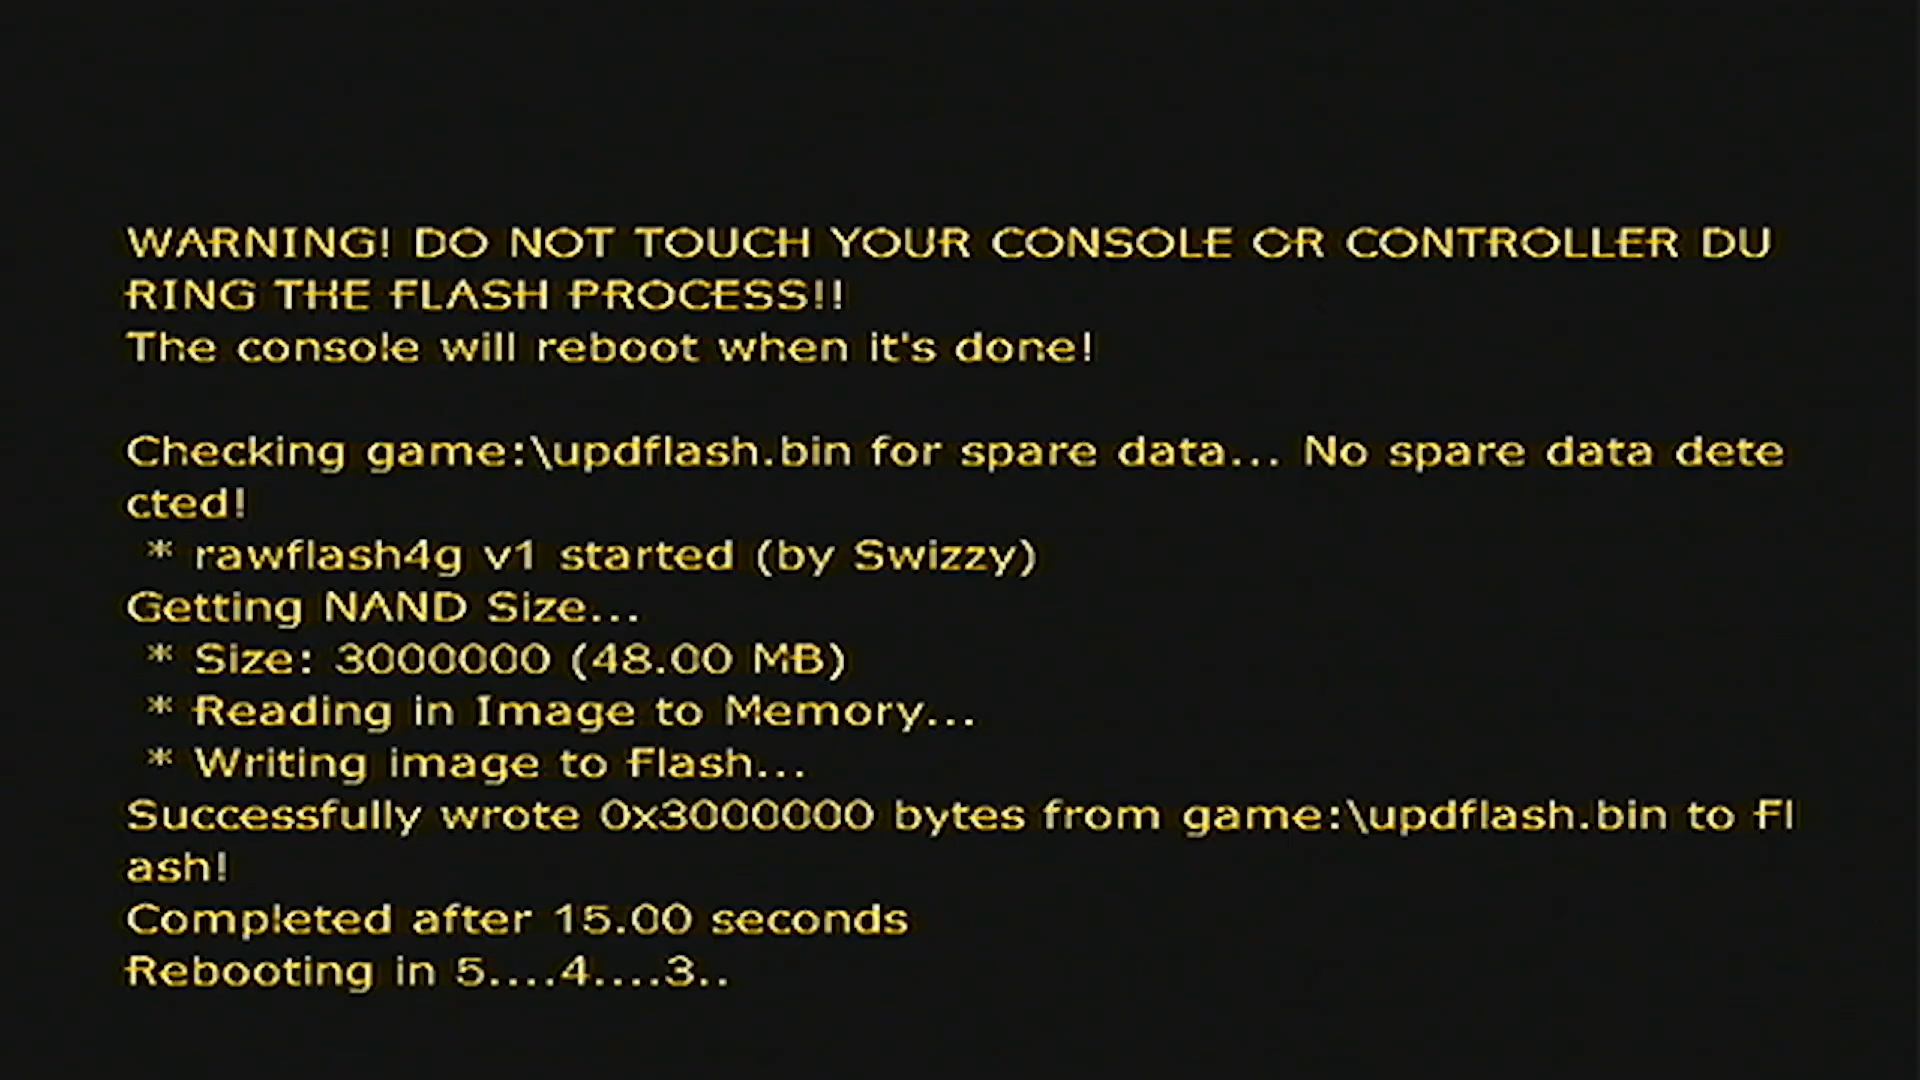 WARNING! DO NOT TOUCH YOUR CONSOLE OR CONTROLLER DU
RING THE FLASH PROCESS!!
The console will reboot when it's done!
Checking game:\updflash.bin for spare data... No spare data dete
cted!
* rawflash4g v1 started (by Swizzy)
Getting NAND Size...
* Size: 3000000 (48.00 MB)
* Reading in Image to Memory...
* Writing image to Flash...
Successfully wrote 0x3000000 bytes from game:\updflash.bin to Fl
ash!
Completed after 15.00 seconds
Rebooting in 5....4....3..